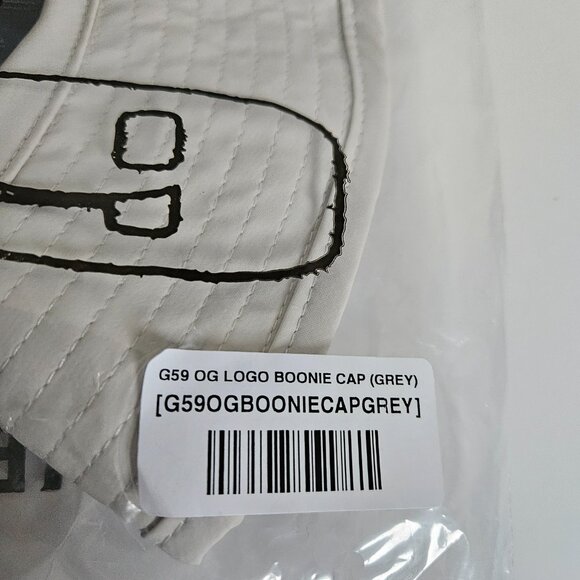 G59 OG LOGO BOONIE CAP (GREY)
[G59OGBOONIECAPGREY]